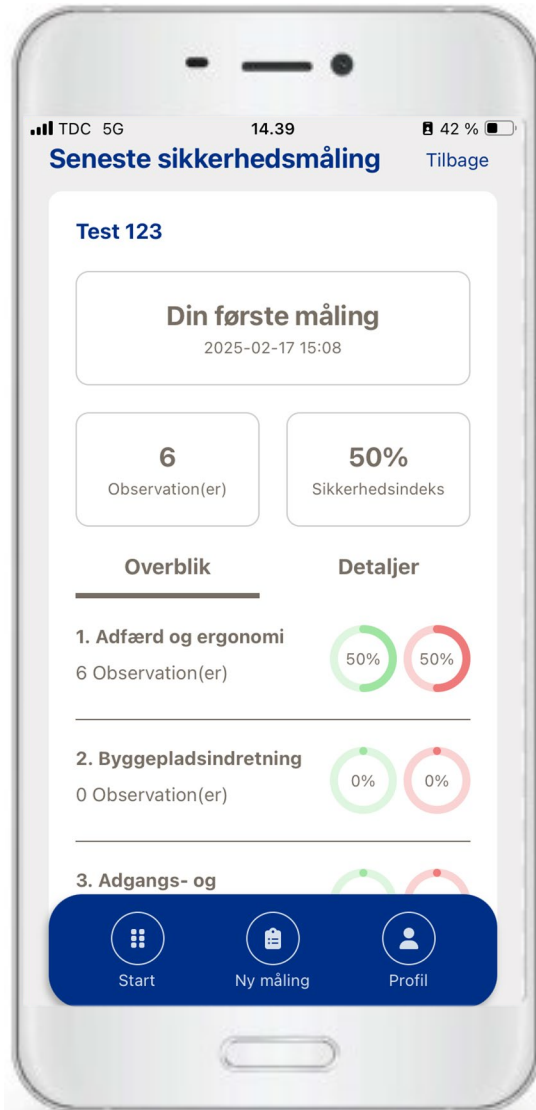 TDC 5G 14.39 42 %
Seneste sikkerhedsmåling Tilbage
Test 123
Din første måling
2025-02-17 15:08
6
Observation(er)
50%
Sikkerhedsindeks
Overblik Detaljer
1. Adfærd og ergonomi
6 Observation(er)
50% 50%
2. Byggepladsindretning
0 Observation(er)
0% 0%
3. Adgangs- og
Start Ny måling Profil